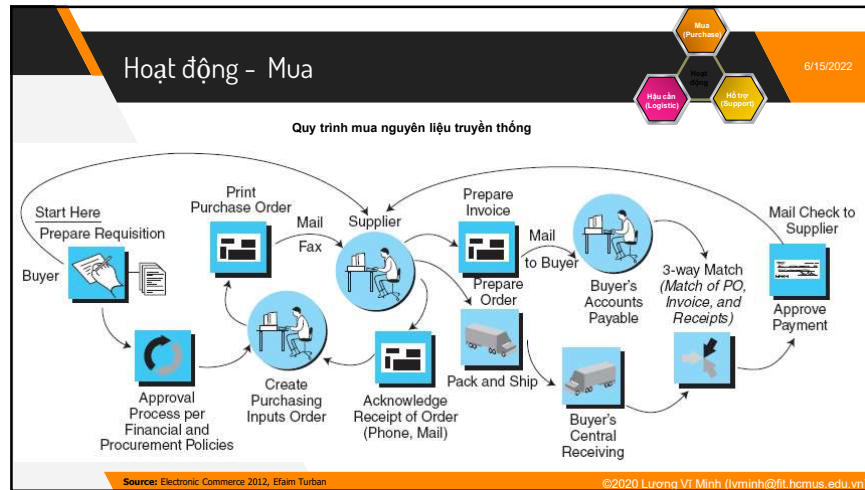 Hoạt động - Mua
Mua
(Purchase)
Hoạt
động
Hậu cần
(Logistic)
Hỗ trợ
(Support)
6/15/2022
Quy trình mua nguyên liệu truyền thống
Start Here
Prepare Requisition
Buyer
Approval
Process per
Financial and
Procurement Policies
Print
Purchase Order
Mail
Fax
Create
Purchasing
Inputs Order
Supplier
Acknowledge
Receipt of Order
(Phone, Mail)
Prepare
Invoice
Mail
to Buyer
Prepare
Order
Pack and Ship
Buyer's
Accounts
Payable
Buyer's
Central
Receiving
3-way Match
(Match of PO,
Invoice, and
Receipts)
Mail Check to
Supplier
Approve
Payment
Source: Electronic Commerce 2012, Efaim Turban
©2020 Lương Vĩ Minh (lvminh@fit.hcmus.edu.vn